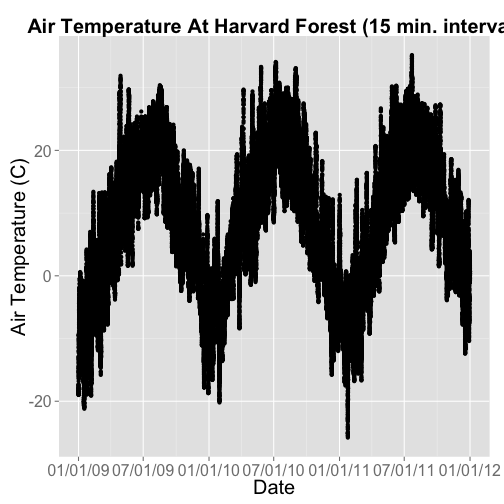 Air Temperature At Harvard Forest (15 min. interva
Air Temperature (C)
20
0
-20
01/01/09 07/01/09 01/01/10 07/01/10 01/01/11 07/01/11 01/01/12
Date